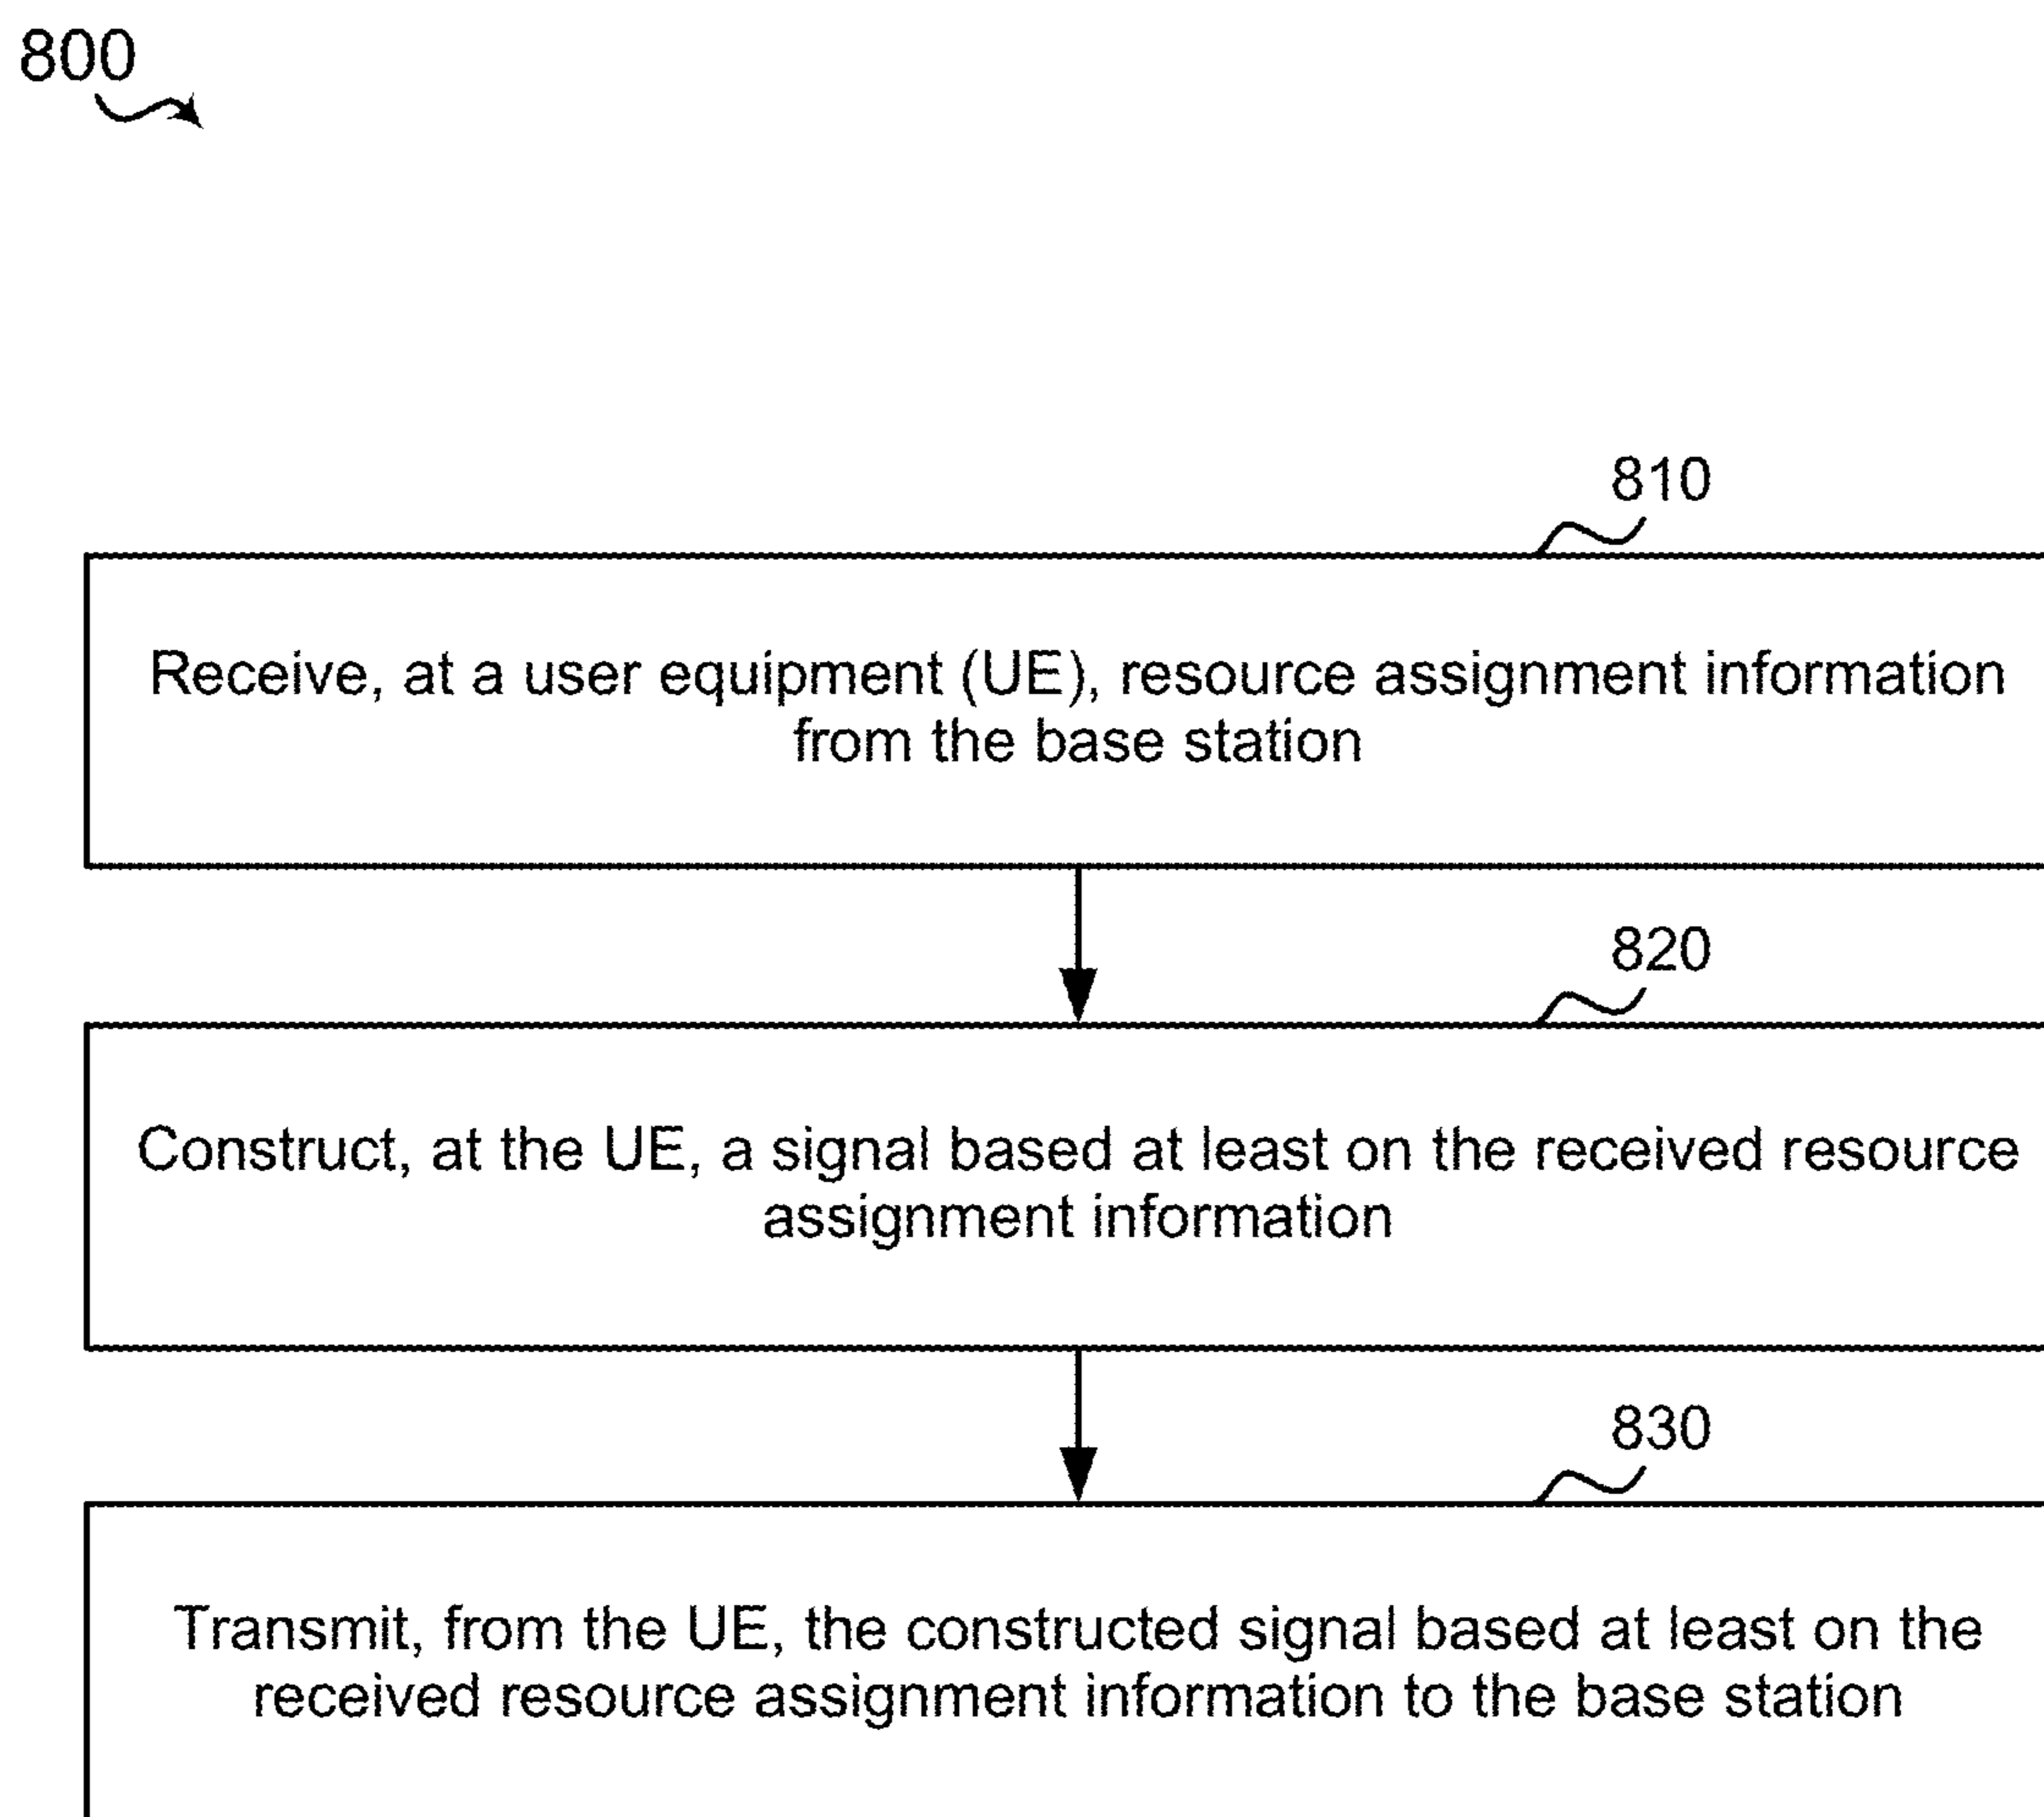 800
810
Receive, at a user equipment (UE), resource assignment information
from the base station
820
Construct, at the UE, a signal based at least on the received resource
assignment information
830
Transmit, from the UE, the constructed signal based at least on the
received resource assignment information to the base station